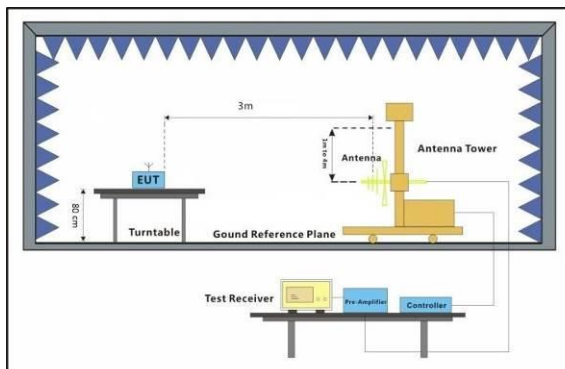 3m
1m to 4m
Antenna
Antenna Tower
EUT
80 cm
Turntable
Gound Reference Plane
Test Receiver
Pre-Amplifier
Controller